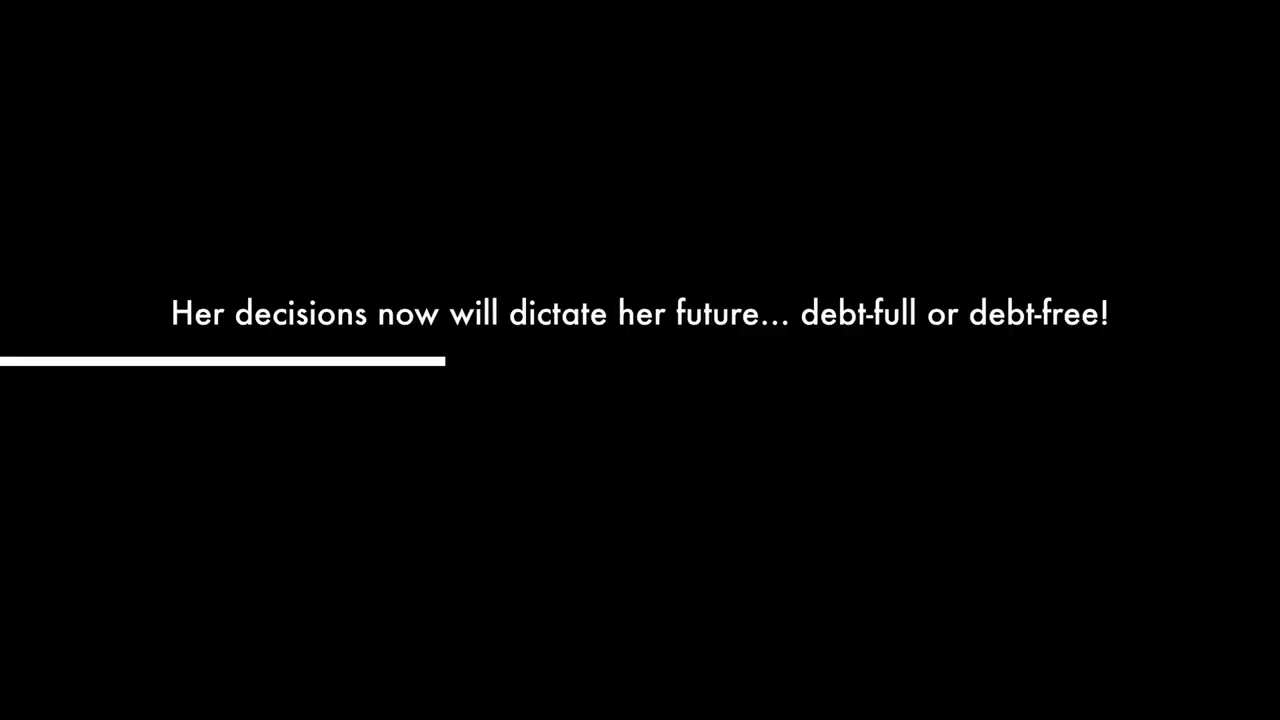 Her decisions now will dictate her future... debt-full or debt-free!